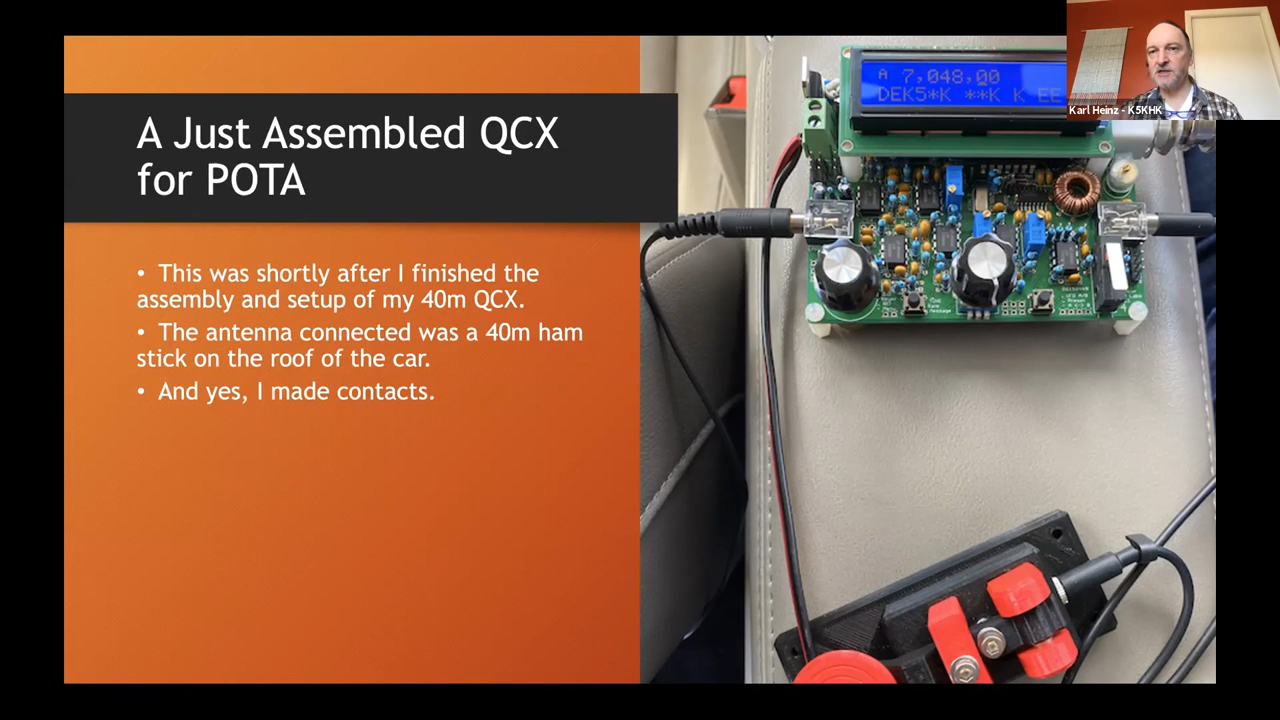 A Just Assembled QCX
for POTA
• This was shortly after I finished the
assembly and setup of my 40m QCX.
• The antenna connected was a 40m ham
stick on the roof of the car.
• And yes, I made contacts.
A 7,048,00
DEK5*K **K K EE
Karl Heinz - K5KHK